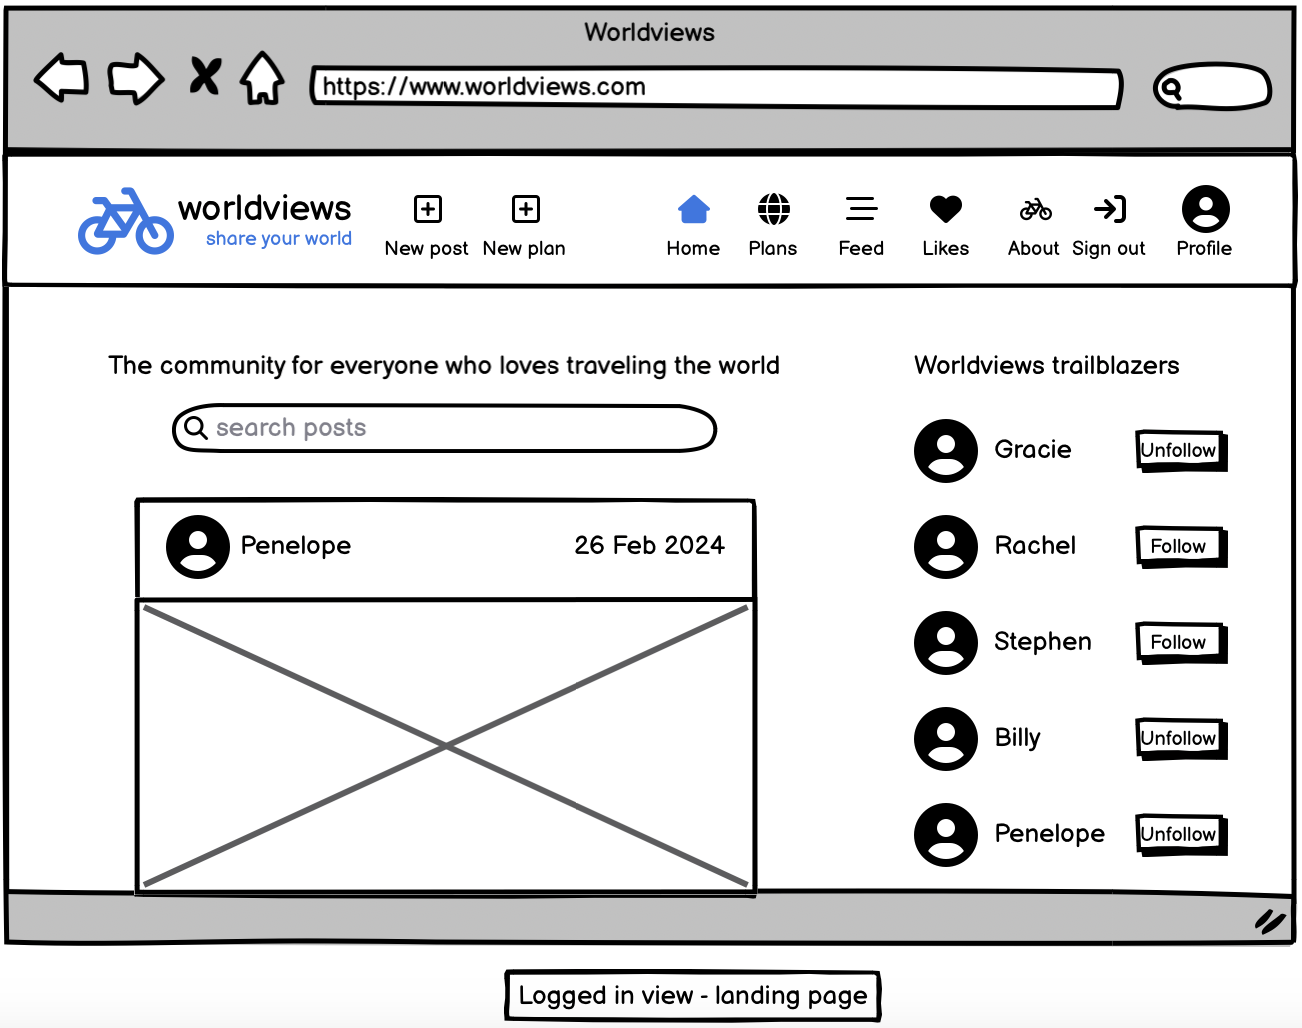 Worldviews
https://www.worldviews.com
worldviews
share your world
New post
New plan
Home
Plans
Feed
Likes
About
Sign out
Profile
The community for everyone who loves traveling the world
search posts
Penelope
26 Feb 2024
Worldviews trailblazers
Gracie
Unfollow
Rachel
Follow
Stephen
Follow
Billy
Unfollow
Penelope
Unfollow
Logged in view - landing page